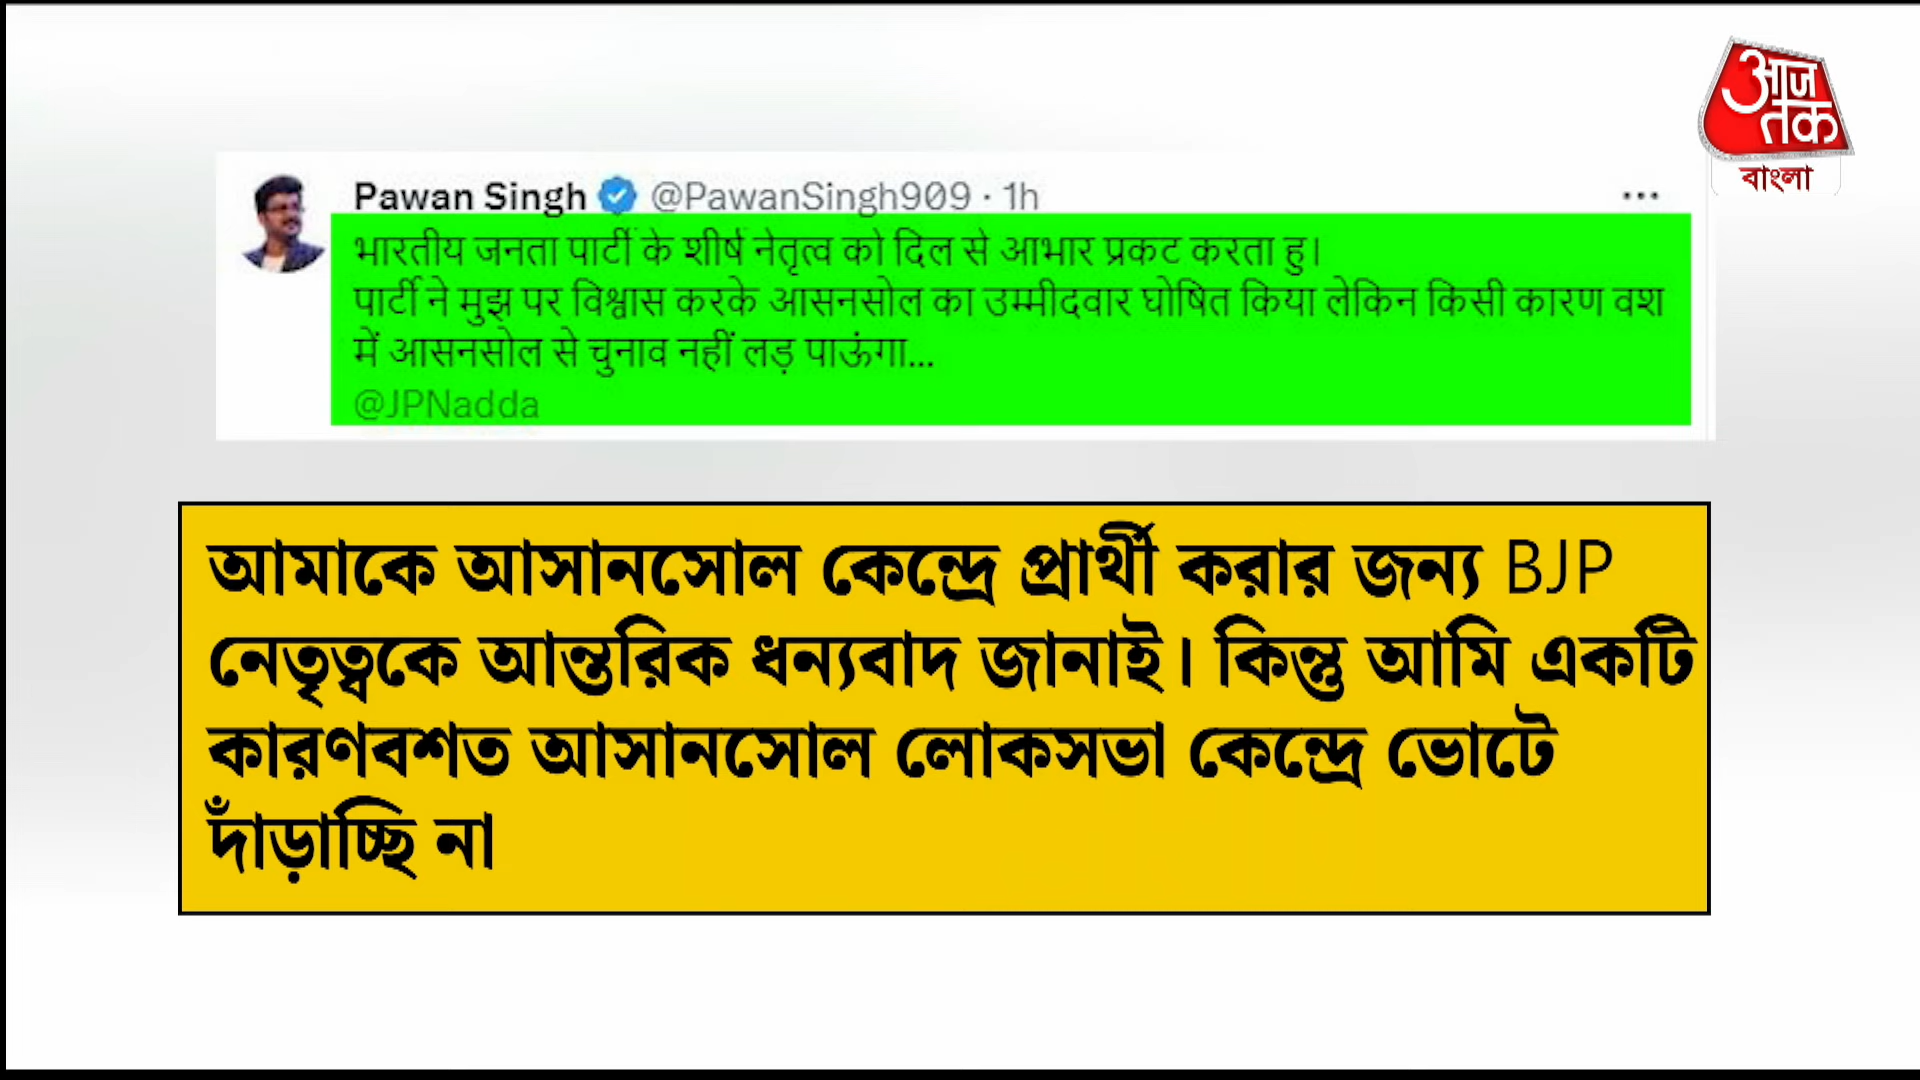 आज
तक
বাংলা
Pawan Singh @PawanSingh909 · 1h
भारतीय जनता पार्टी के शीर्ष नेतृत्व को दिल से आभार प्रकट करता हु।
पार्टी ने मुझ पर विश्वास करके आसनसोल का उम्मीदवार घोषित किया लेकिन किसी कारण वश
में आसनसोल से चुनाव नहीं लड़ पाऊंगा...
@JPNadda
আমাকে আসানসোল কেন্দ্রে প্রার্থী করার জন্য BJP
নেতৃত্বকে আন্তরিক ধন্যবাদ জানাই। কিন্তু আমি একটি
কারণবশত আসানসোল লোকসভা কেন্দ্রে ভোটে
দাঁড়াচ্ছি না